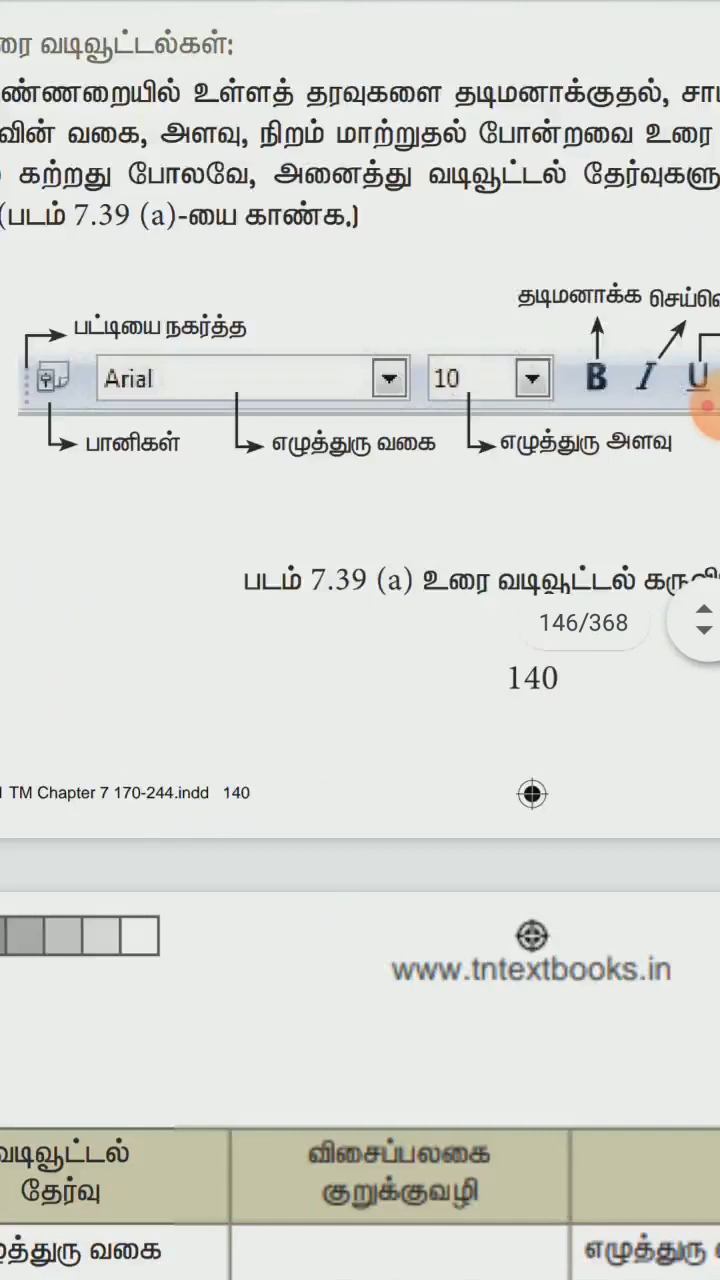 ரை வடிவூட்டல்கள்:
ண்ணறையில் உள்ளத் தரவுகளை தடிமனாக்குதல், சாய
வின் வகை, அளவு, நிறம் மாற்றுதல் போன்றவை உரை
கற்றது போலவே, அனைத்து வடிவூட்டல் தேர்வுகளு
(படம் 7.39 (a)-யை காண்க.)
தடிமனாக்க
பட்டியை நகர்த்த
Arial 10 B I U
பானிகள் எழுத்துரு வகை எழுத்துரு அளவு
படம் 7.39 (a) உரை வடிவூட்டல்
146/368
140
TM Chapter 7 170-244.indd 140
www.tntextbooks.in
வடிவூட்டல் விசைப்பலகை
தேர்வு குறுக்குவழி
ழத்துரு வகை எழுத்துரு